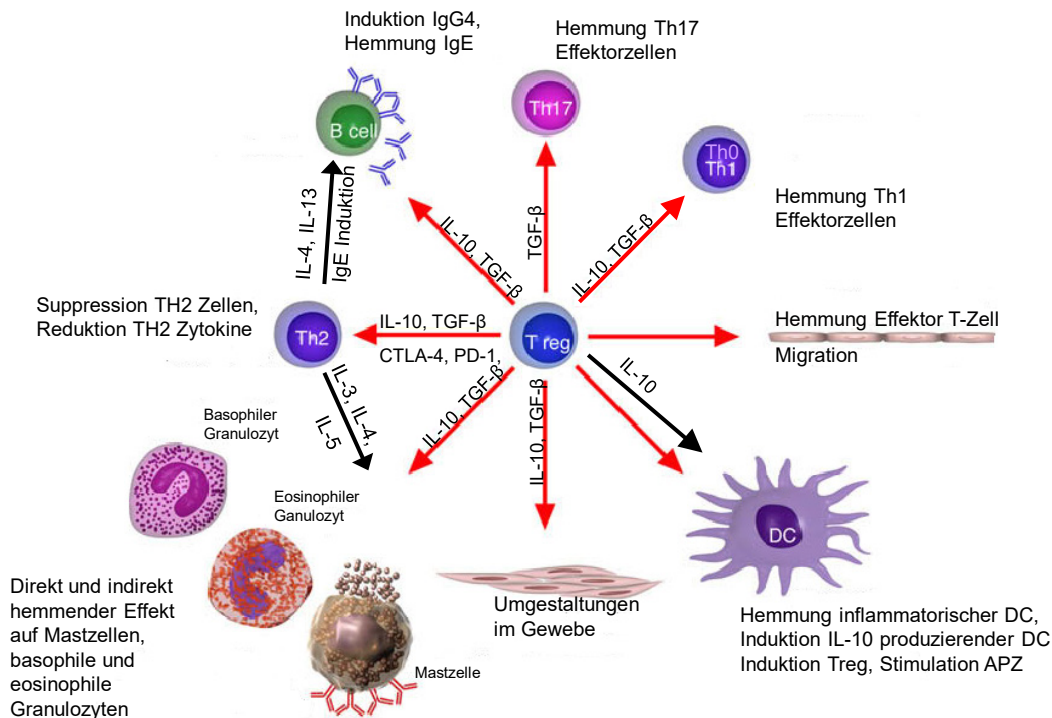 Induktion IgG4,
Hemmung IgE
Hemmung Th17
Effektorzellen
B cell
Th17
Th0
Th1
Hemmung Th1
Effektorzellen
IL-4, IL-13
IgE Induktion
IL-10, TGF-β
TGF-β
IL-10, TGF-β
Suppression TH2 Zellen,
Reduktion TH2 Zytokine
Th2
IL-10, TGF-β
CTLA-4, PD-1,
T reg
Hemmung Effektor T-Zell
Migration
IL-3, IL-4,
IL-5
IL-10, TGF-β
IL-10, TGF-β
IL-10
Basophiler
Granulozyt
Eosinophiler
Ganulozyt
DC
Direkt und indirekt
hemmender Effekt
auf Mastzellen,
basophile und
eosinophile
Granulozyten
Mastzelle
Umgestaltungen
im Gewebe
Hemmung inflammatorischer DC,
Induktion IL-10 produzierender DC
Induktion Treg, Stimulation APZ